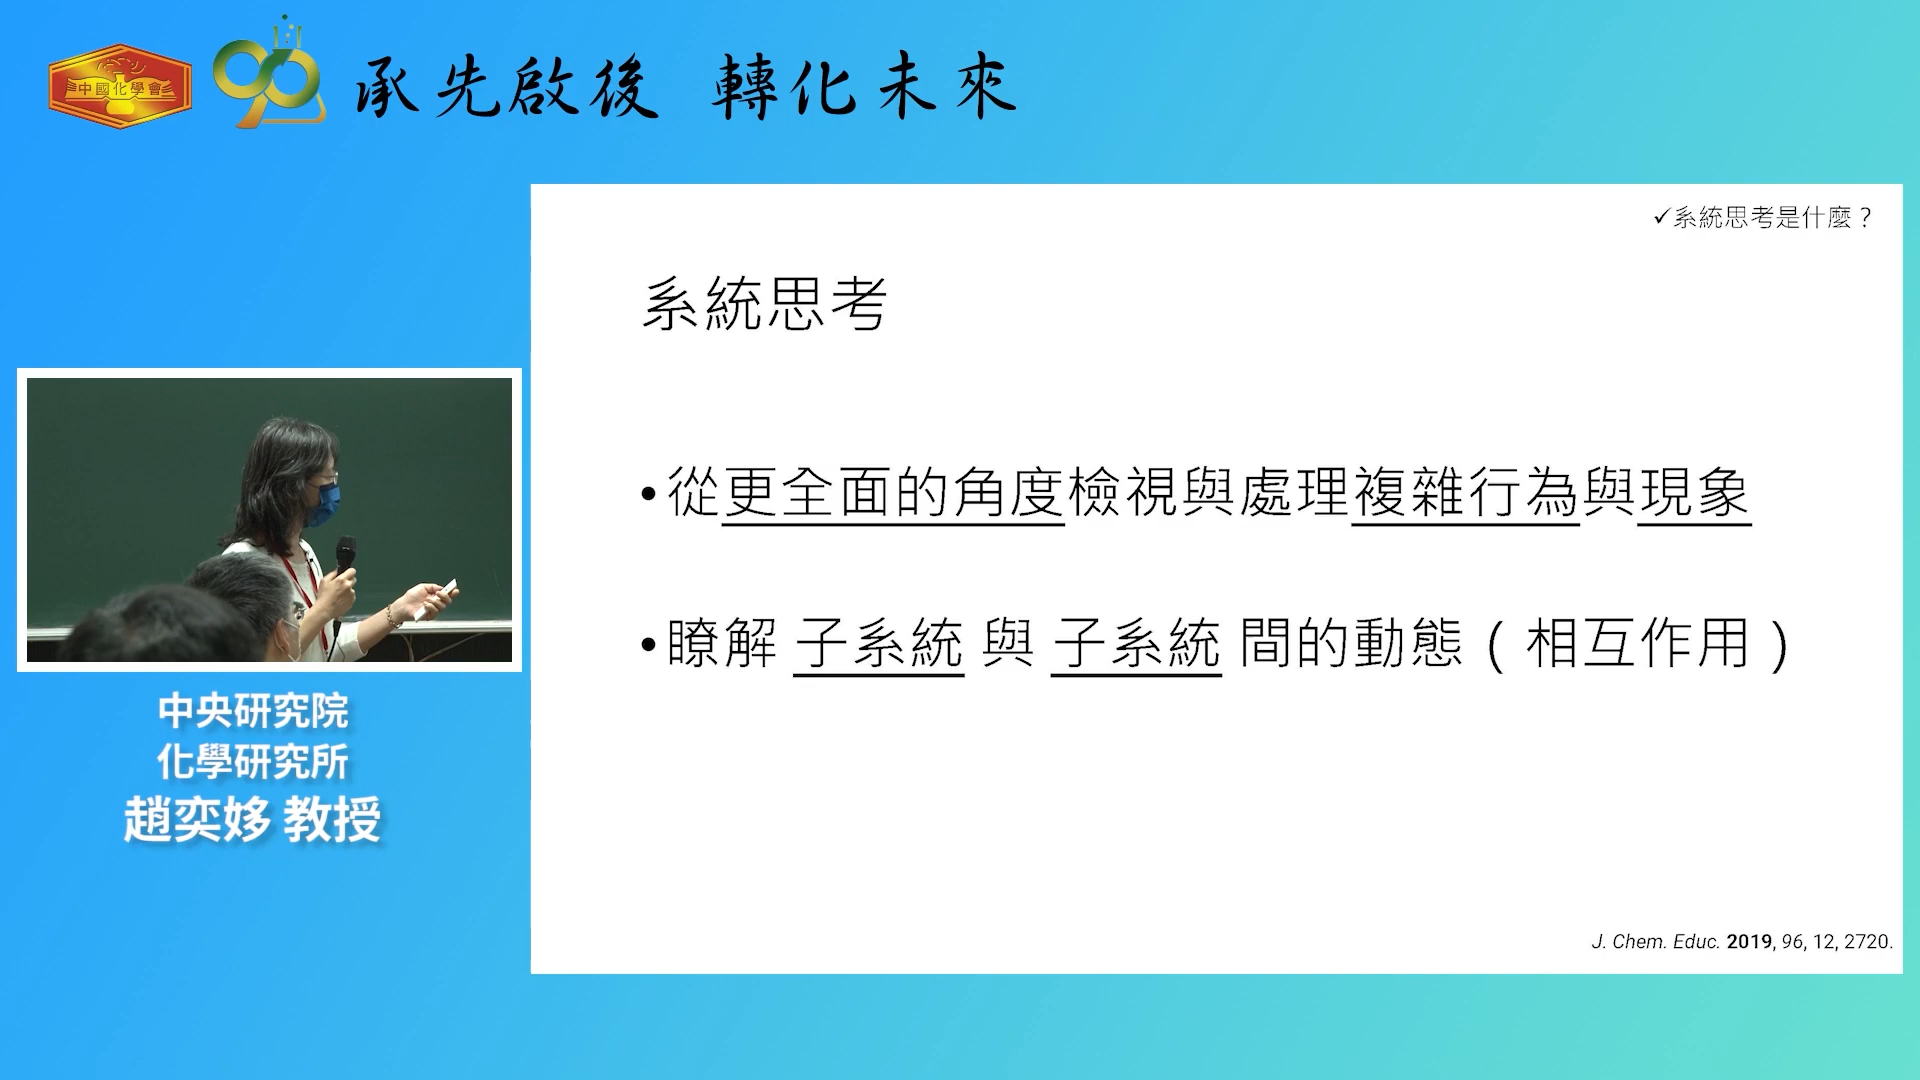 中國化學會
90
承先啟後 轉化未來
✓系統思考是什麼？
系統思考
•從更全面的角度檢視與處理複雜行為與現象
•瞭解 子系統 與 子系統 間的動態（相互作用）
J. Chem. Educ. 2019, 96, 12, 2720.
中央研究院
化學研究所
趙奕姼 教授